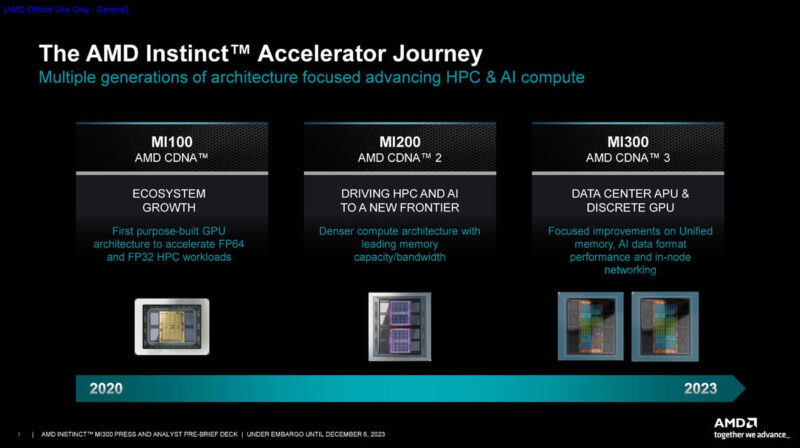 [AMD Official Use Only - General]
The AMD Instinct™ Accelerator Journey
Multiple generations of architecture focused advancing HPC & AI compute
MI100
AMD CDNA™
ECOSYSTEM
GROWTH
First purpose-built GPU
architecture to accelerate FP64
and FP32 HPC workloads
MI200
AMD CDNA™ 2
DRIVING HPC AND AI
TO A NEW FRONTIER
Denser compute architecture with
leading memory
capacity/bandwidth
MI300
AMD CDNA™ 3
DATA CENTER APU &
DISCRETE GPU
Focused improvements on Unified
memory, AI data format
performance and in-node
networking
2020
2023
7 | AMD INSTINCT™ MI300 PRESS AND ANALYST PRE-BRIEF DECK | UNDER EMBARGO UNTIL DECEMBER 6, 2023
AMD
together we advance_